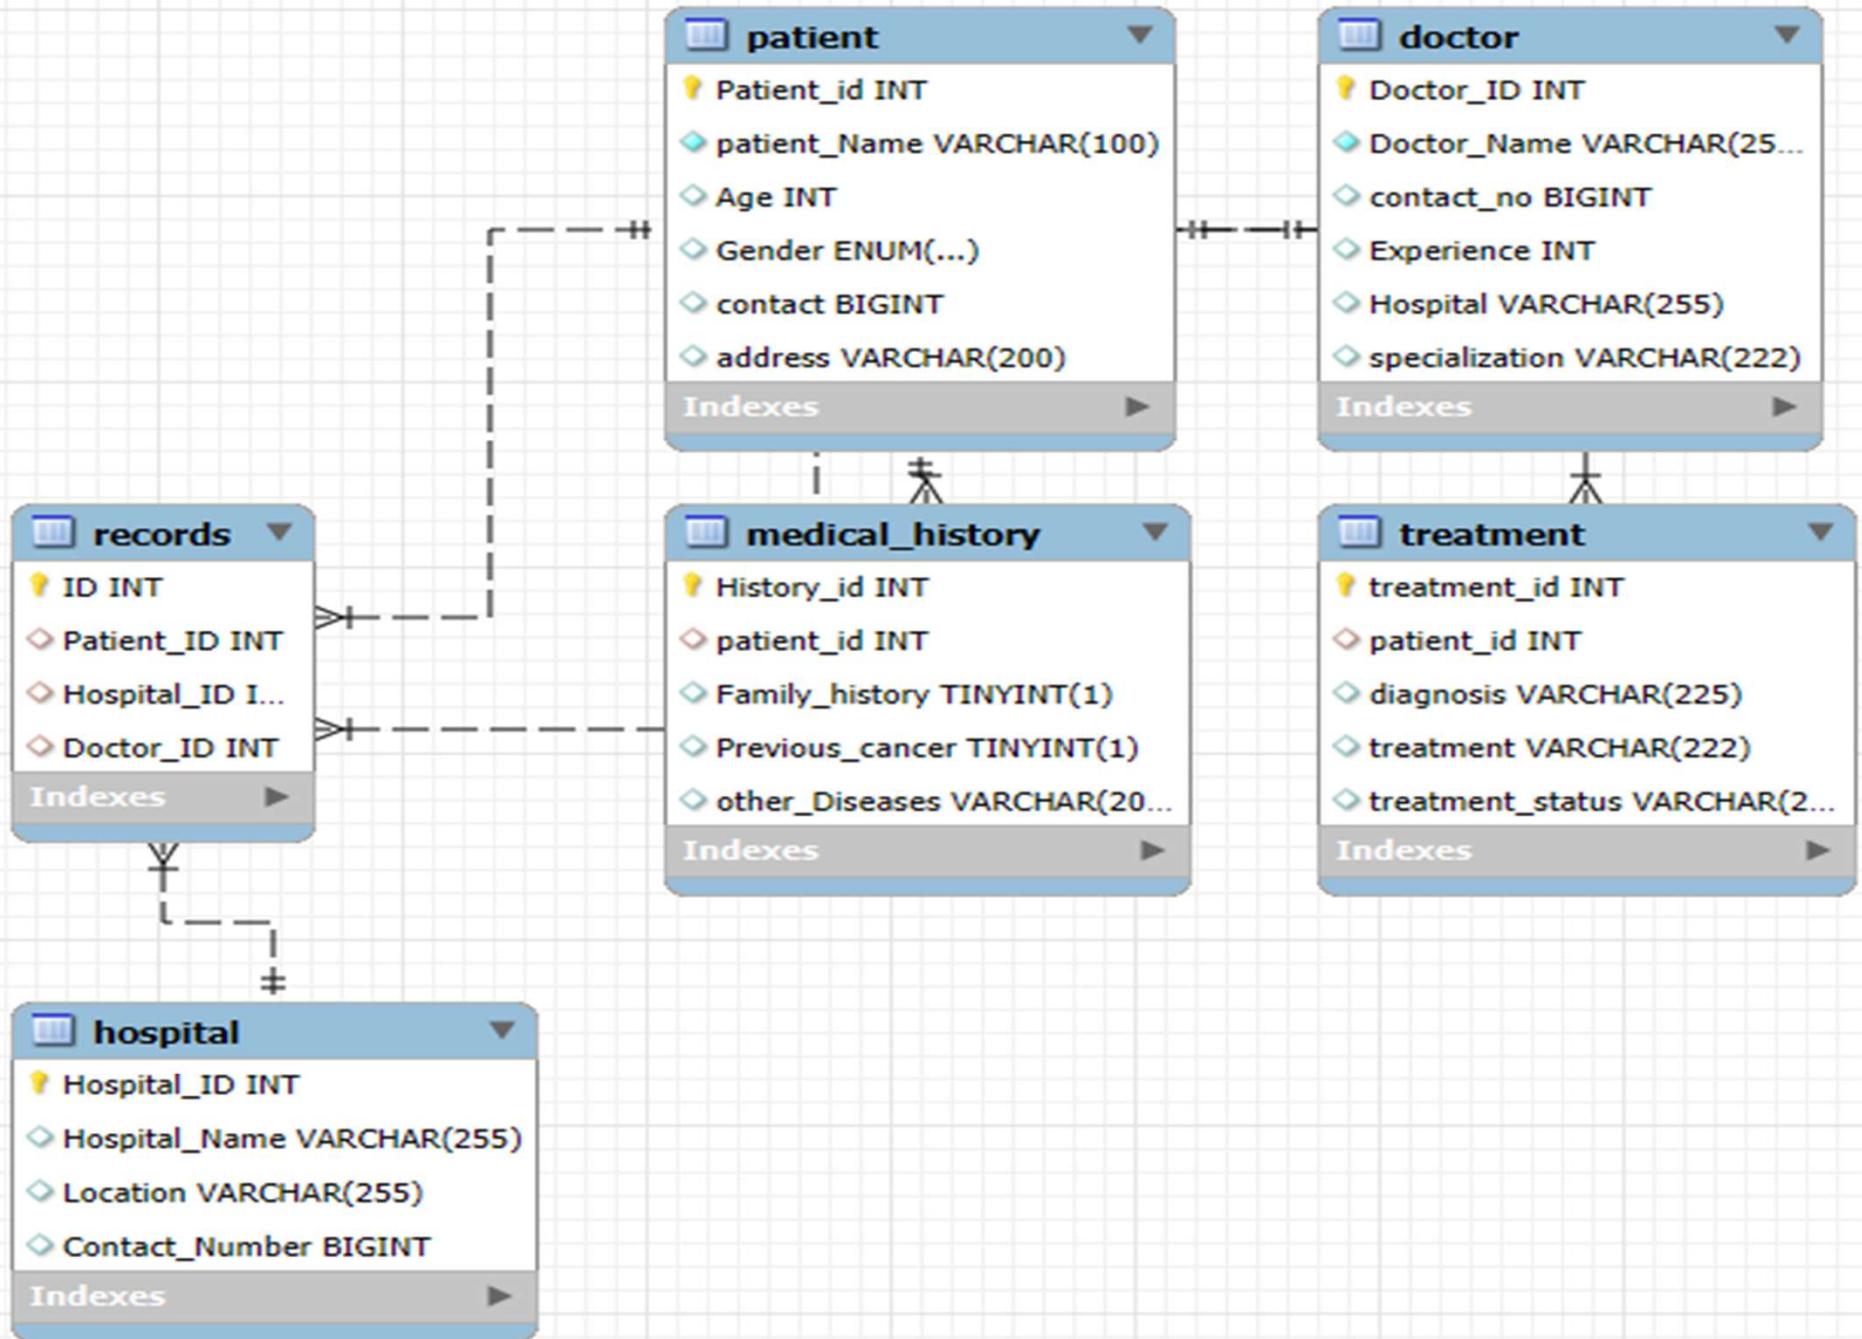 patient
Patient_id INT
patient_Name VARCHAR(100)
Age INT
Gender ENUM(...)
contact BIGINT
address VARCHAR(200)
Indexes
doctor
Doctor_ID INT
Doctor_Name VARCHAR(25...
contact_no BIGINT
Experience INT
Hospital VARCHAR(255)
specialization VARCHAR(222)
Indexes
records
ID INT
Patient_ID INT
Hospital_ID I...
Doctor_ID INT
Indexes
medical_history
History_id INT
patient_id INT
Family_history TINYINT(1)
Previous_cancer TINYINT(1)
other_Diseases VARCHAR(20...
Indexes
treatment
treatment_id INT
patient_id INT
diagnosis VARCHAR(225)
treatment VARCHAR(222)
treatment_status VARCHAR(2...
Indexes
hospital
Hospital_ID INT
Hospital_Name VARCHAR(255)
Location VARCHAR(255)
Contact_Number BIGINT
Indexes